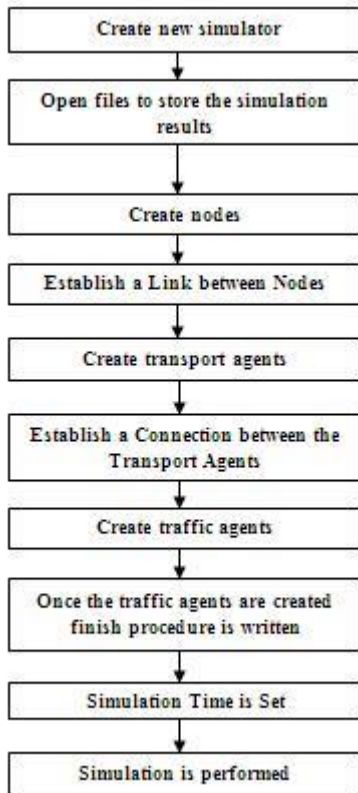 Create new simulator
Open files to store the simulation
results
Create nodes
Establish a Link between Nodes
Create transport agents
Establish a Connection between the
Transport Agents
Create traffic agents
Once the traffic agents are created
finish procedure is written
Simulation Time is Set
Simulation is performed